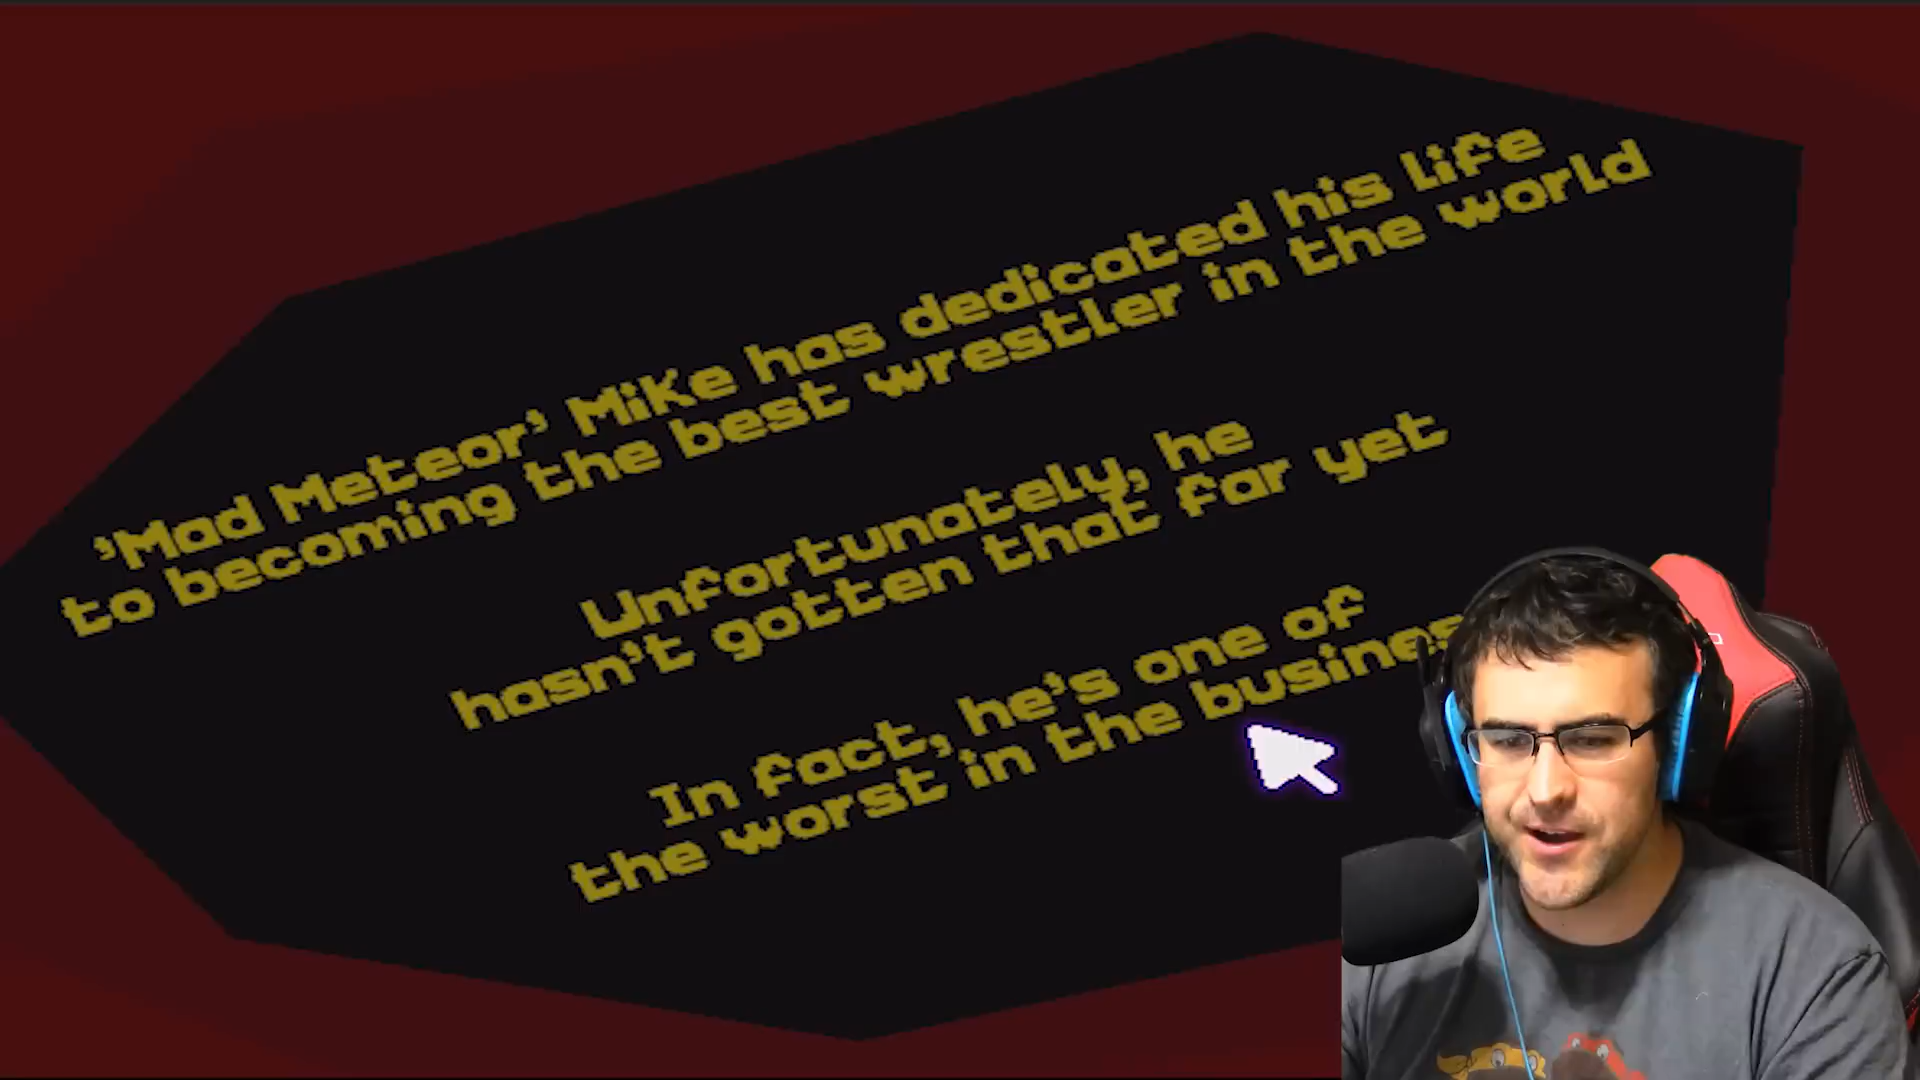 'Mad Meteor' Mike has dedicated his life
to becoming the best wrestler in the world
Unfortunately, he
hasn't gotten that far yet
In fact, he's one of
the worst in the busines